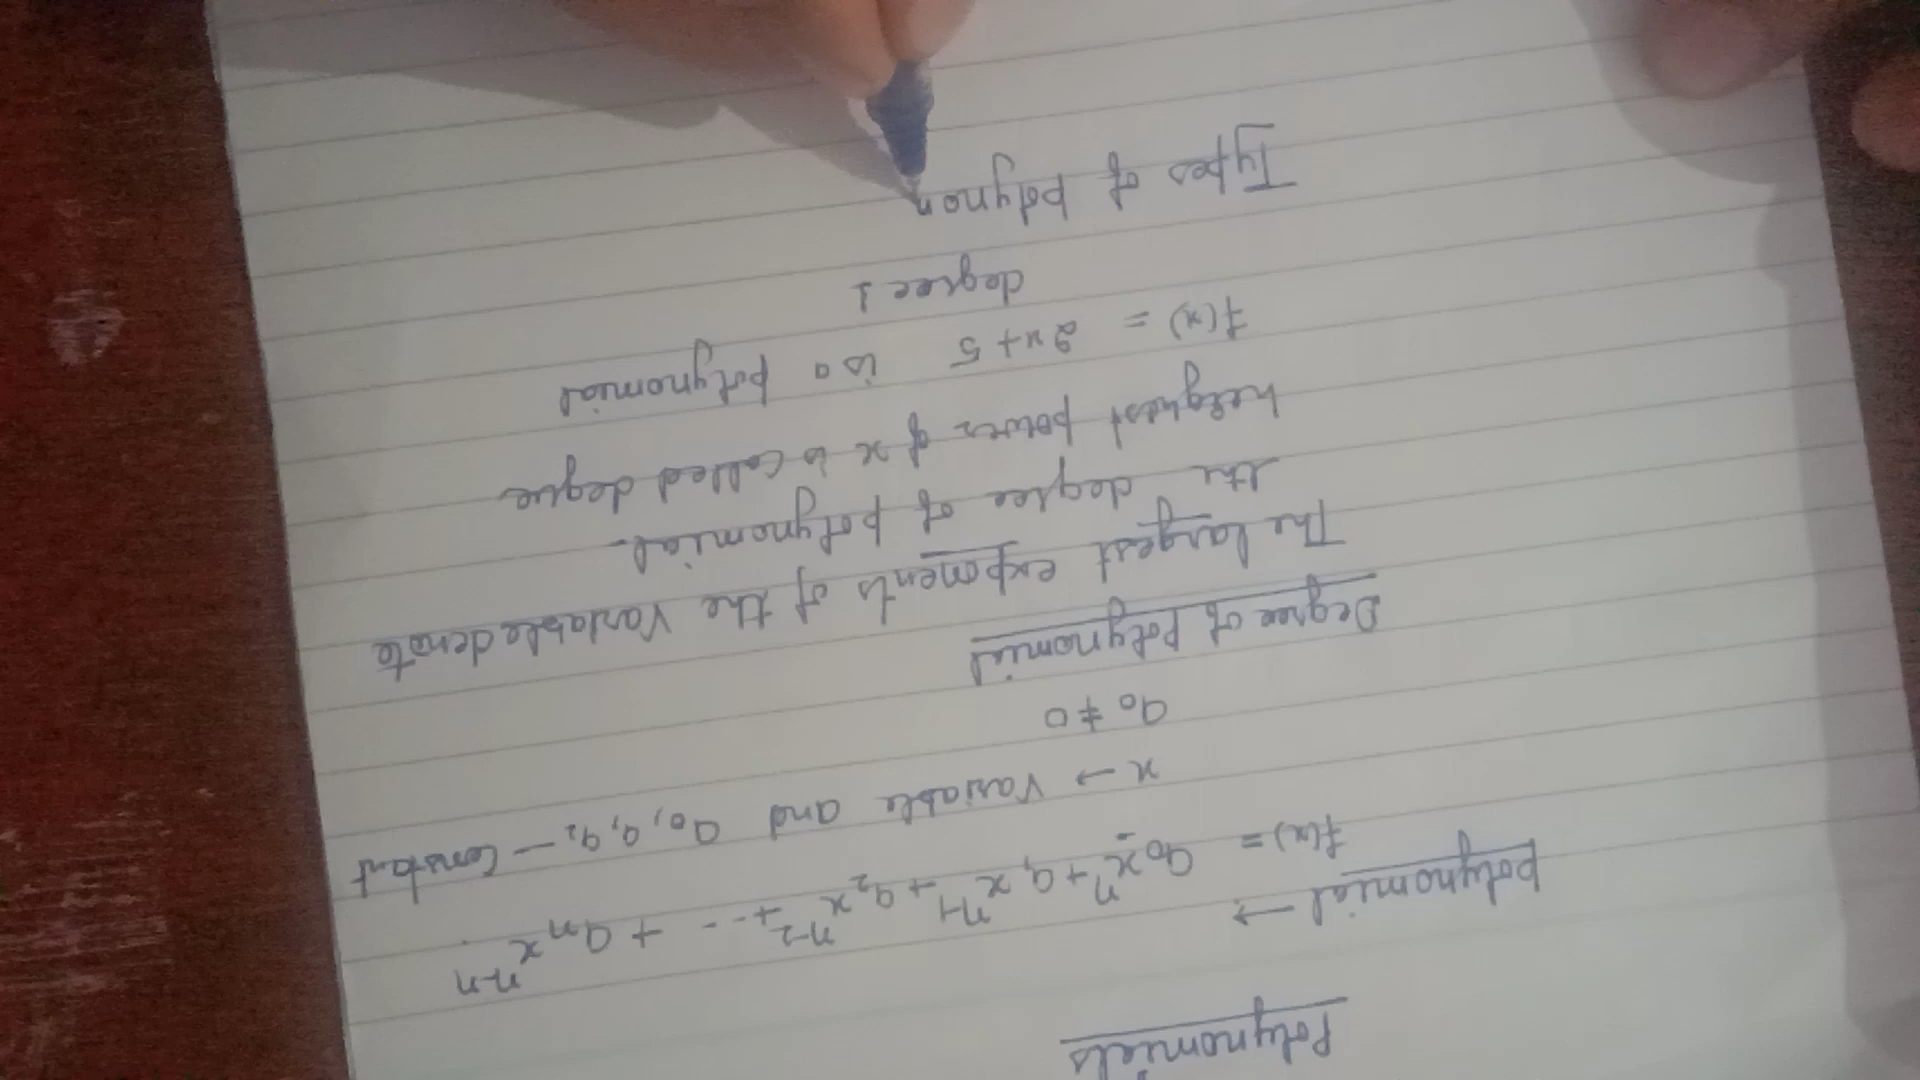 Polynomials
Polynomial →
f(x) = a₀xⁿ + a₁xⁿ⁻¹ + a₂xⁿ⁻² + -- + aₙxⁿ⁻ⁿ.
x → Variable and a₀, a₁ a₂ — Constant
a₀ ≠ 0
Degree of Polynomial
The largest exponents of the Variable denote
the degree of polynomial.
heighest power of x is Called degree
f(x) = 2x+5 is a polynomial
degree 1
Types of polynom